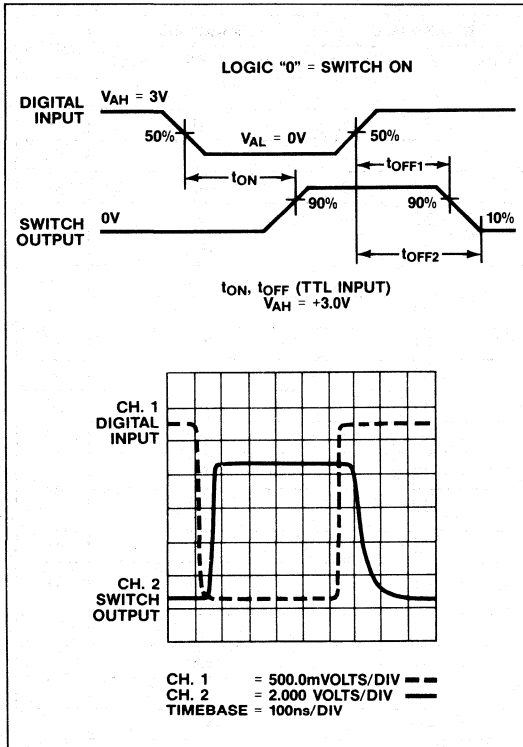 LOGIC "0" = SWITCH ON
DIGITAL
INPUT
VAH = 3V
50%
VAL = 0V
50%
tON
tOFF1
SWITCH
OUTPUT
0V
90%
90%
10%
tOFF2
tON, tOFF (TTL INPUT)
VAH = +3.0V
CH. 1
DIGITAL
INPUT
CH. 2
SWITCH
OUTPUT
CH. 1 = 500.0mVOLTS/DIV
CH. 2 = 2.000 VOLTS/DIV
TIMEBASE = 100ns/DIV